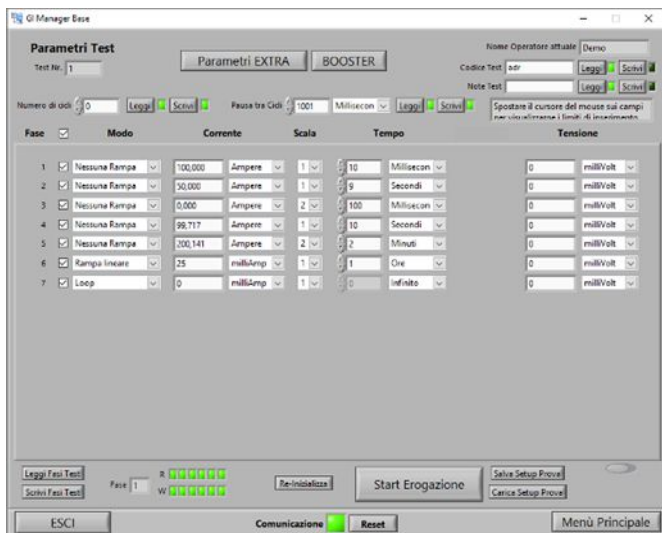 GI Manager Base
Parametri Test
Test Nr. 1
Parametri EXTRA
BOOSTER
Nome Operatore attuale Demo
Codice Test adr Leggi Scrivi
Note Test Leggi Scrivi
Numero di cicli 0 Leggi Scrivi Pausa tra Cicli 1001 Millisecon Leggi Scrivi
Spostare il cursore del mouse sui campi
per visualizzarne i limiti di inserimento
Fase Modo Corrente Scala Tempo Tensione
1 Nessuna Rampa 100,000 Ampere 1 10 Millisecon 0 milliVolt
2 Nessuna Rampa 50,000 Ampere 1 9 Secondi 0 milliVolt
3 Nessuna Rampa 0,000 Ampere 2 100 Millisecon 0 milliVolt
4 Nessuna Rampa 99,717 Ampere 1 10 Secondi 0 milliVolt
5 Nessuna Rampa 200,141 Ampere 2 2 Minuti 0 milliVolt
6 Rampa lineare 25 milliAmp 1 1 Ore 0 milliVolt
7 Loop 0 milliAmp 1 0 Infinito 0 milliVolt
Leggi Fasi Test
Scrivi Fasi Test
Fase 1
R
W
Re-Inizializza
Start Erogazione
Salva Setup Prova
Carica Setup Prova
ESCI
Comunicazione
Reset
Menù Principale